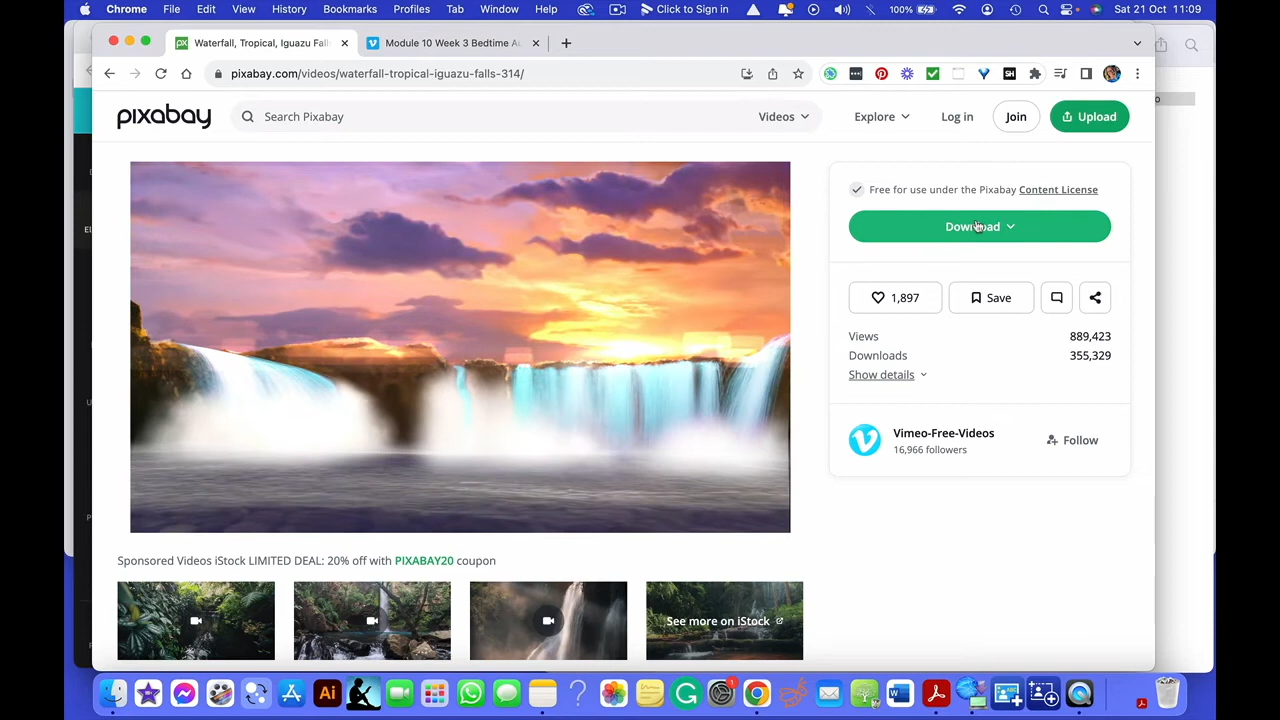 Chrome File Edit View History Bookmarks Profiles Tab Window Help Click to Sign in 100% Sat 21 Oct 11:09
Waterfall, Tropical, Iguazu Fall
Module 10 Week 3 Bedtime A
pixabay.com/videos/waterfall-tropical-iguazu-falls-314/
SH
pixabay
Search Pixabay
Videos
Explore
Log in
Join
Upload
Free for use under the Pixabay Content License
Download
1,897
Save
Views 889,423
Downloads 355,329
Show details
Vimeo-Free-Videos
16,966 followers
Follow
Sponsored Videos iStock LIMITED DEAL: 20% off with PIXABAY20 coupon
See more on iStock
Ai
W
1